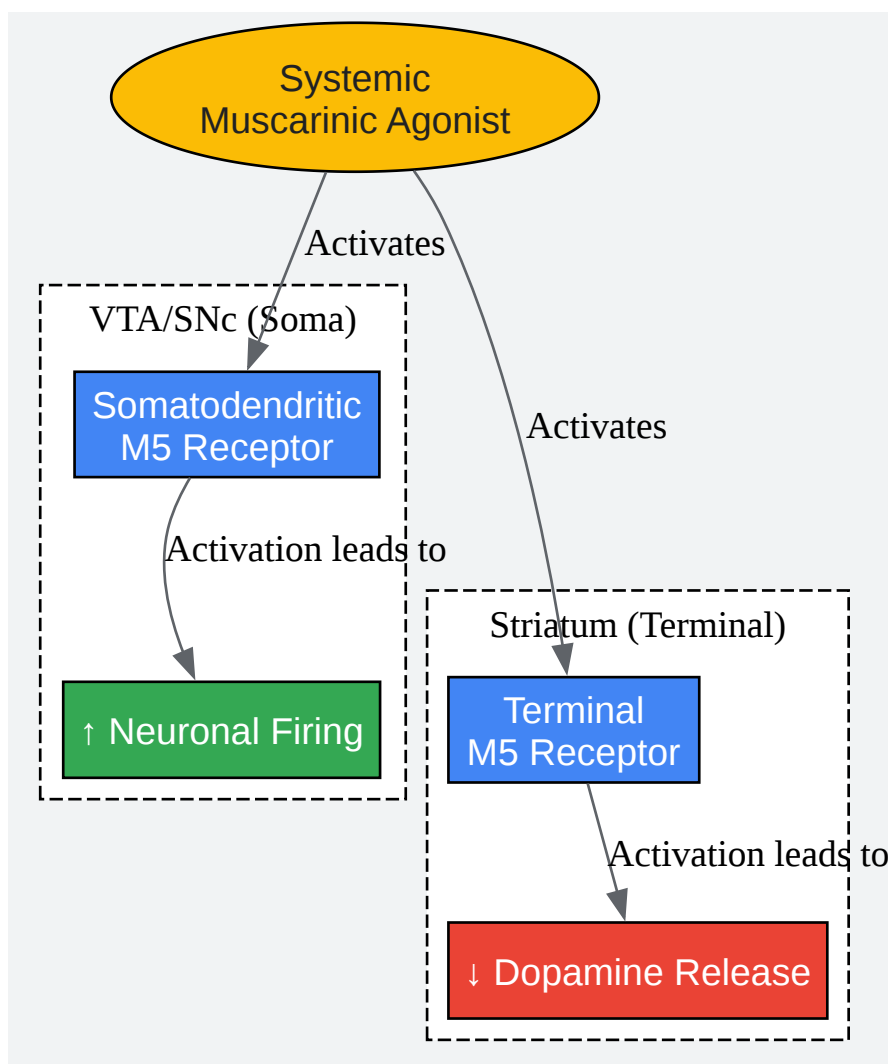 Systemic
Muscarinic Agonist
Activates
VTA/SNc (Soma)
Somatodendritic
M5 Receptor
Activates
Activation leads to
Striatum (Terminal)
Terminal
M5 Receptor
↑ Neuronal Firing
Activation leads to
↓ Dopamine Release